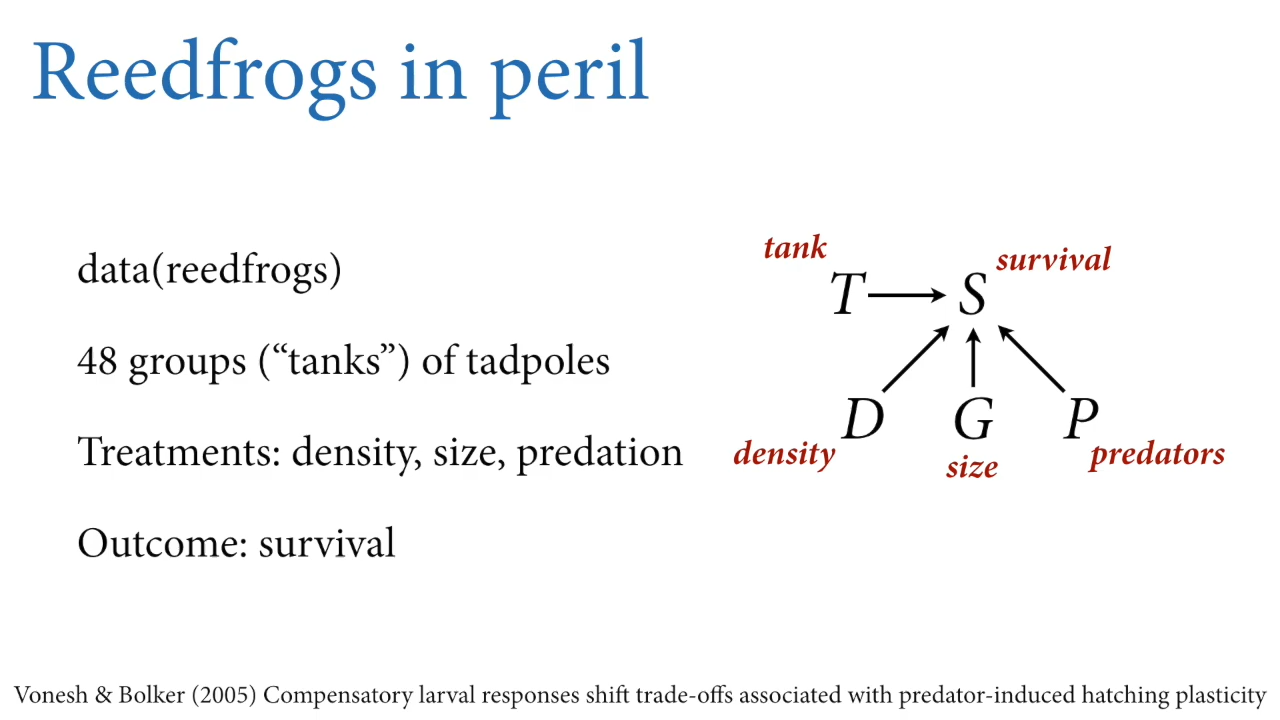 Reedfrogs in peril
data(reedfrogs)
48 groups (“tanks”) of tadpoles
Treatments: density, size, predation
Outcome: survival
tank
survival
T
S
D
G
P
density
size
predators
Vonesh & Bolker (2005) Compensatory larval responses shift trade-offs associated with predator-induced hatching plasticity